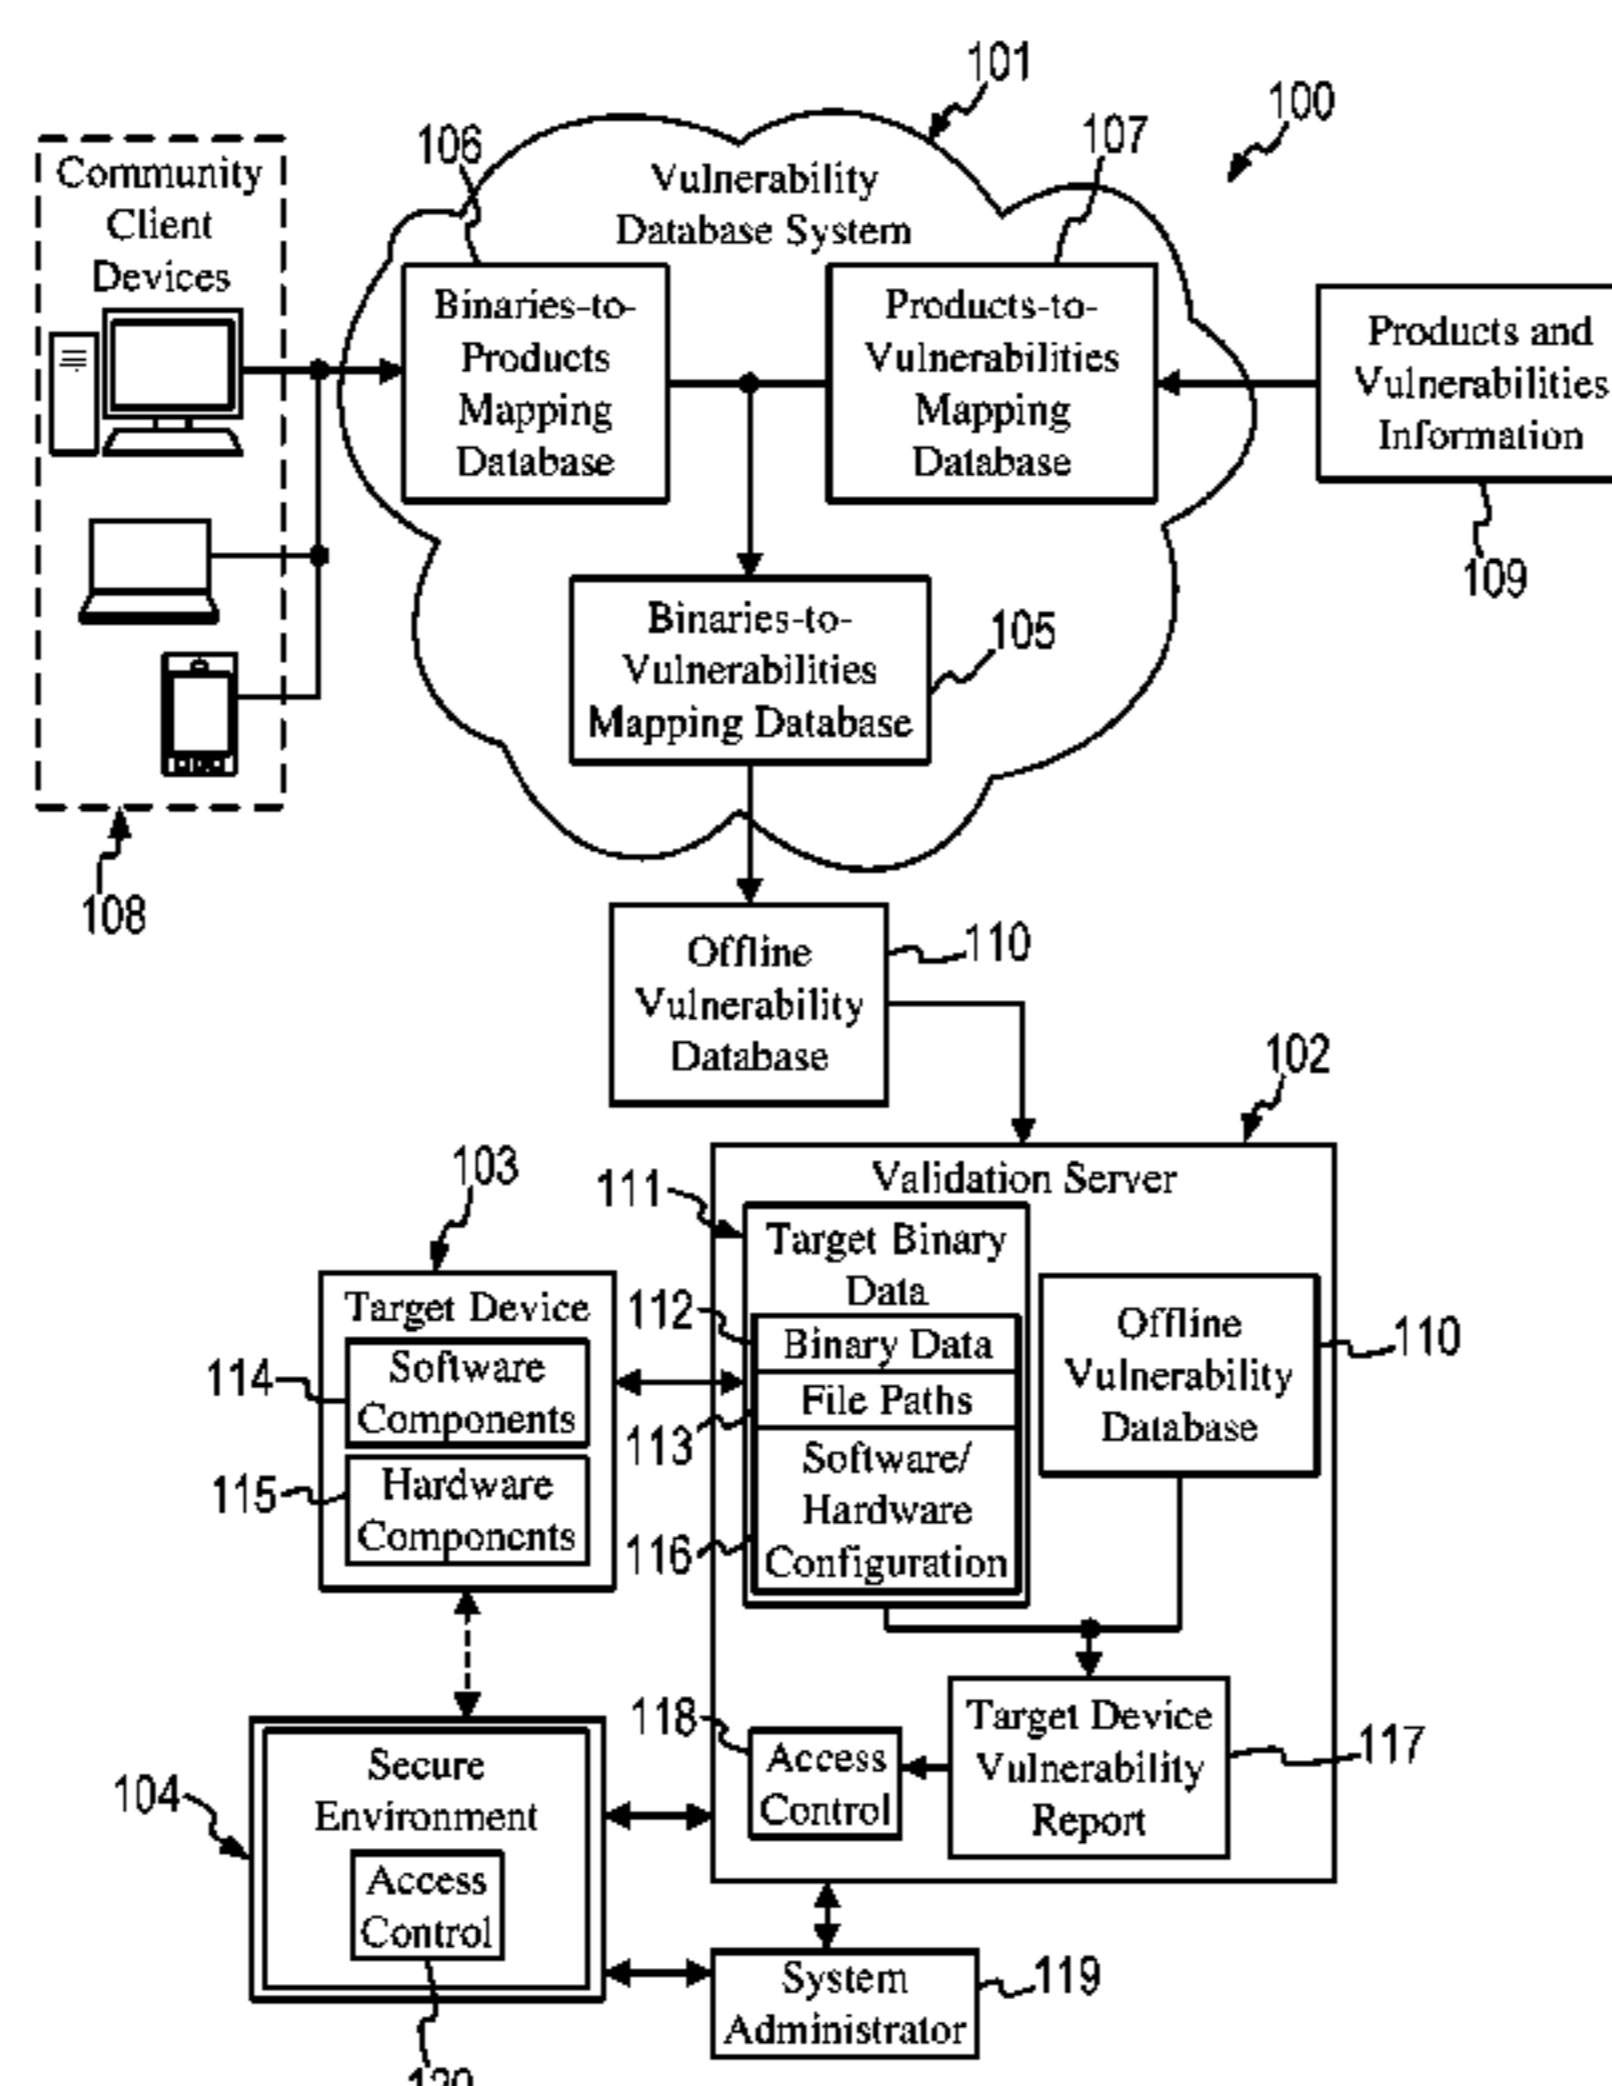 101
100
106
107
Community
Client
Devices
Vulnerability
Database System
Binaries-to-
Products
Mapping
Database
Products-to-
Vulnerabilities
Mapping
Database
Products and
Vulnerabilities
Information
109
Binaries-to-
Vulnerabilities
Mapping Database
105
108
Offline
Vulnerability
Database
110
102
103
111
Validation Server
Target Binary
Data
Target Device
112
Binary Data
Offline
Vulnerability
Database
110
114
Software
Components
File Paths
113
115
Hardware
Components
Software/
Hardware
Configuration
116
118
Access
Control
Target Device
Vulnerability
Report
117
104
Secure
Environment
Access
Control
System
Administrator
119